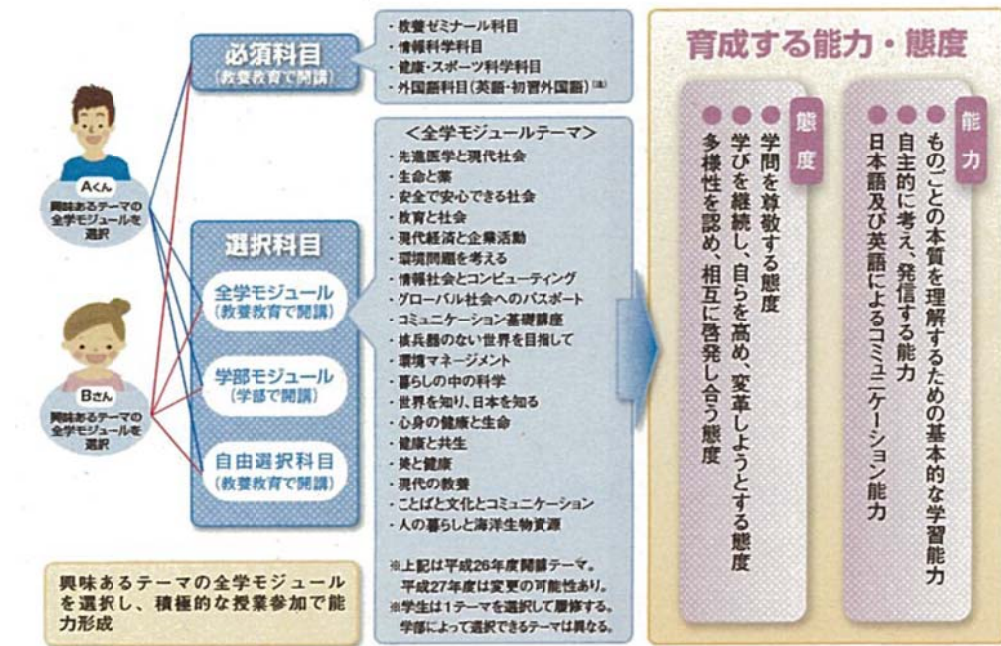 必須科目
(教養教育で開講)
・教養ゼミナール科目
・情報科学科目
・健康・スポーツ科学科目
・外国語科目(英語・初習外国語)(注)
Aくん
興味あるテーマの
全学モジュールを
選択
Bさん
興味あるテーマの
全学モジュールを
選択
選択科目
全学モジュール
(教養教育で開講)
学部モジュール
(学部で開講)
自由選択科目
(教養教育で開講)
<全学モジュールテーマ>
・先進医学と現代社会
・生命と薬
・安全で安心できる社会
・教育と社会
・現代経済と企業活動
・環境問題を考える
・情報社会とコンピューティング
・グローバル社会へのパスポート
・コミュニケーション基礎講座
・核兵器のない世界を目指して
・環境マネージメント
・暮らしの中の科学
・世界を知り、日本を知る
・心身の健康と生命
・健康と共生
・美と健康
・現代の教養
・ことばと文化とコミュニケーション
・人の暮らしと海洋生物資源
※上記は平成26年度開講テーマ。
平成27年度は変更の可能性あり。
※学生は1テーマを選択して履修する。
学部によって選択できるテーマは異なる。
興味あるテーマの全学モジュール
を選択し、積極的な授業参加で能
力形成
育成する能力・態度
能力
●ものごとの本質を理解するための基本的な学習能力
●自主的に考え、発信する能力
●日本語及び英語によるコミュニケーション能力
態度
●学問を尊敬する態度
●学びを継続し、自らを高め、変革しようとする態度
●多様性を認め、相互に啓発し合う態度